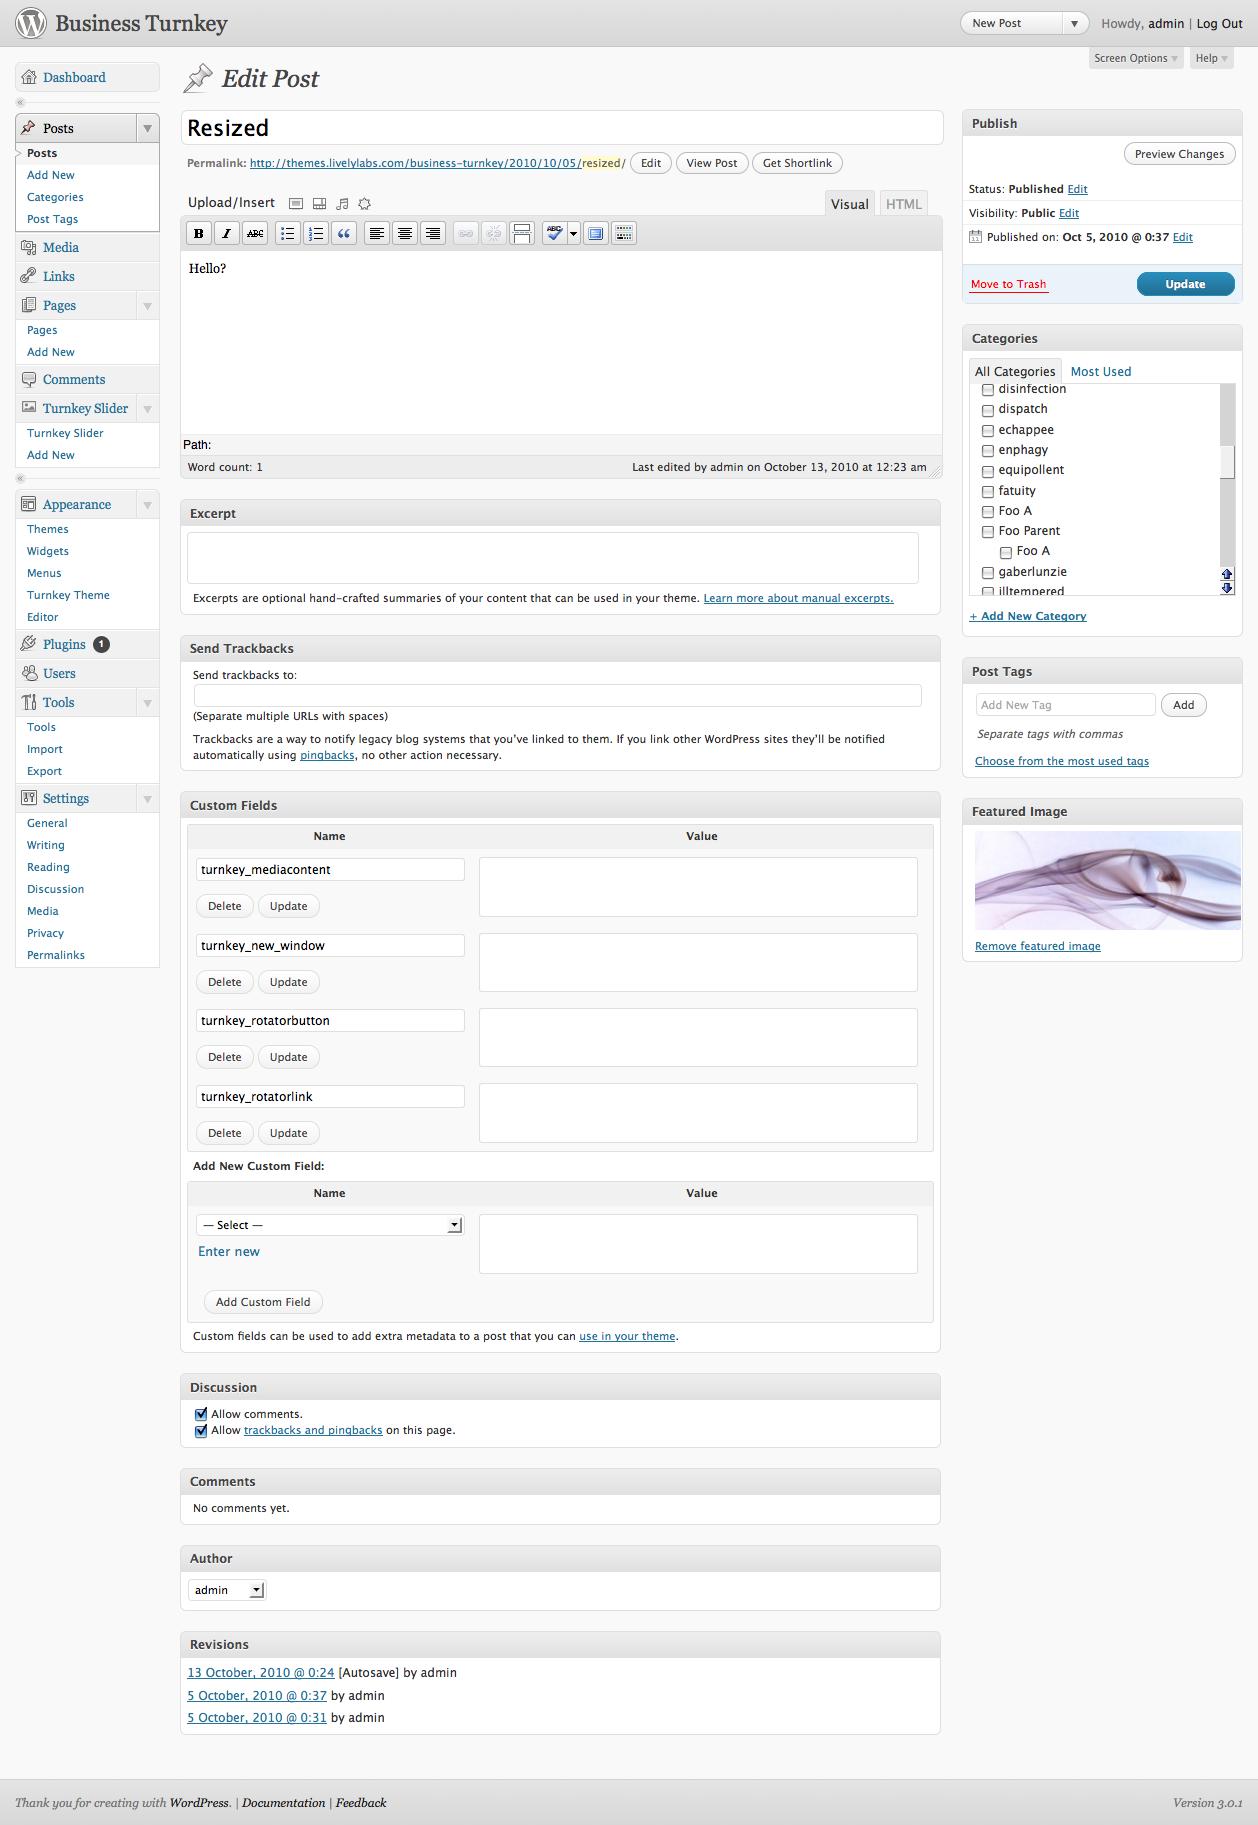 Business Turnkey
New Post
Howdy, admin | Log Out
Screen Options
Help
Dashboard
Posts
Posts
Add New
Categories
Post Tags
Media
Links
Pages
Pages
Add New
Comments
Turnkey Slider
Turnkey Slider
Add New
Appearance
Themes
Widgets
Menus
Turnkey Theme
Editor
Plugins 1
Users
Tools
Tools
Import
Export
Settings
General
Writing
Reading
Discussion
Media
Privacy
Permalinks
Edit Post
Resized
Permalink: http://themes.livelylabs.com/business-turnkey/2010/10/05/resized/ Edit View Post Get Shortlink
Upload/Insert
Visual HTML
B I ABC
ABC
Hello?
Path:
Word count: 1
Last edited by admin on October 13, 2010 at 12:23 am
Excerpt
Excerpts are optional hand-crafted summaries of your content that can be used in your theme. Learn more about manual excerpts.
Send Trackbacks
Send trackbacks to:
(Separate multiple URLs with spaces)
Trackbacks are a way to notify legacy blog systems that you've linked to them. If you link other WordPress sites they'll be notified
automatically using pingbacks, no other action necessary.
Custom Fields
Name Value
turnkey_mediacontent
Delete Update
turnkey_new_window
Delete Update
turnkey_rotatorbutton
Delete Update
turnkey_rotatorlink
Delete Update
Add New Custom Field:
Name Value
— Select —
Enter new
Add Custom Field
Custom fields can be used to add extra metadata to a post that you can use in your theme.
Discussion
Allow comments.
Allow trackbacks and pingbacks on this page.
Comments
No comments yet.
Author
admin
Revisions
13 October, 2010 @ 0:24 [Autosave] by admin
5 October, 2010 @ 0:37 by admin
5 October, 2010 @ 0:31 by admin
Publish
Preview Changes
Status: Published Edit
Visibility: Public Edit
Published on: Oct 5, 2010 @ 0:37 Edit
Move to Trash
Update
Categories
All Categories Most Used
disinfection
dispatch
echappee
enphagy
equipollent
fatuity
Foo A
Foo Parent
Foo A
gaberlunzie
illtempered
+ Add New Category
Post Tags
Add New Tag Add
Separate tags with commas
Choose from the most used tags
Featured Image
Remove featured image
Thank you for creating with WordPress. | Documentation | Feedback
Version 3.0.1